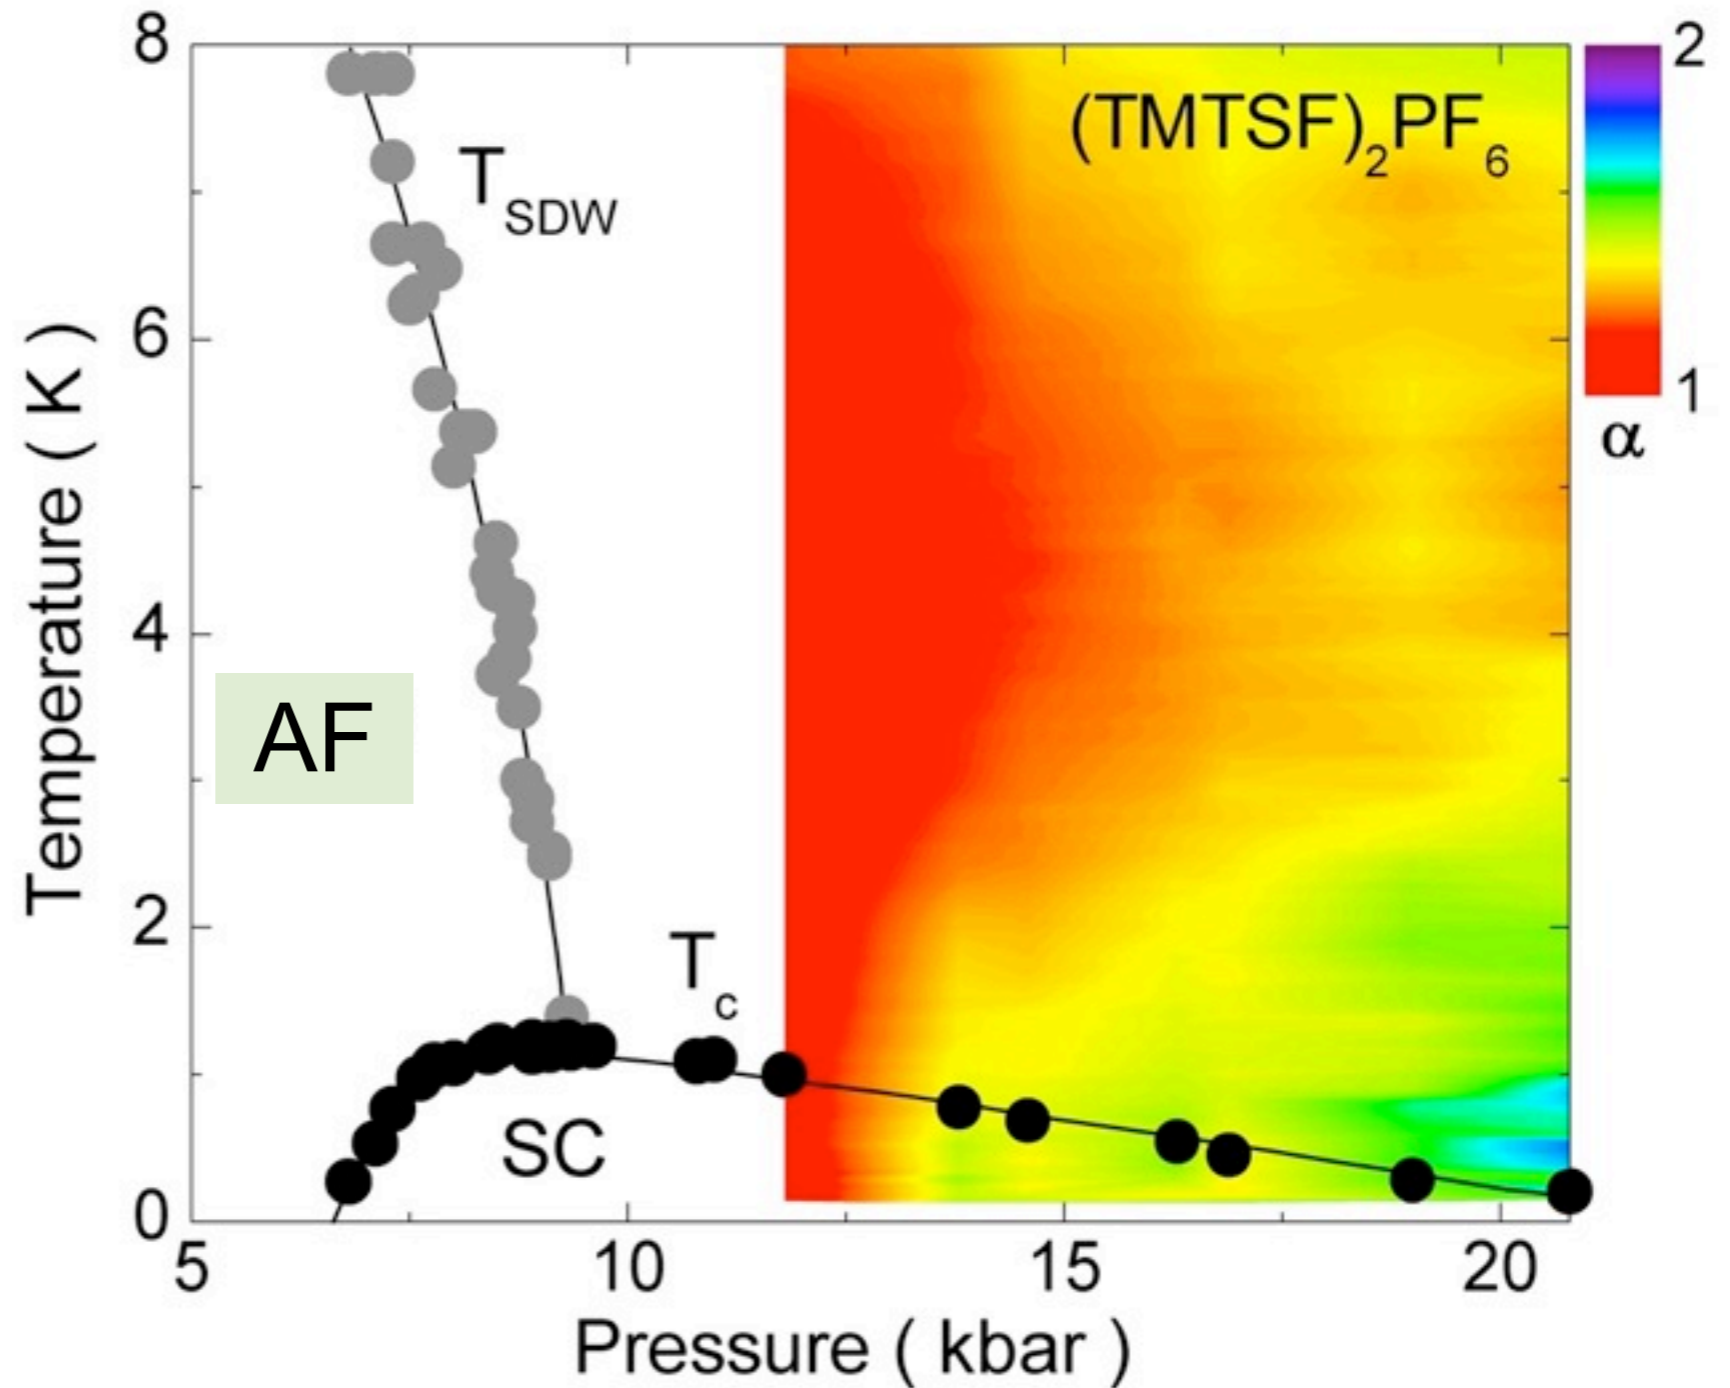 8
2
(TMTSF)₂PF₆
T_SDW
6
1
α
4
AF
2
T_c
SC
0
5 10 15 20
Temperature ( K )
Pressure ( kbar )